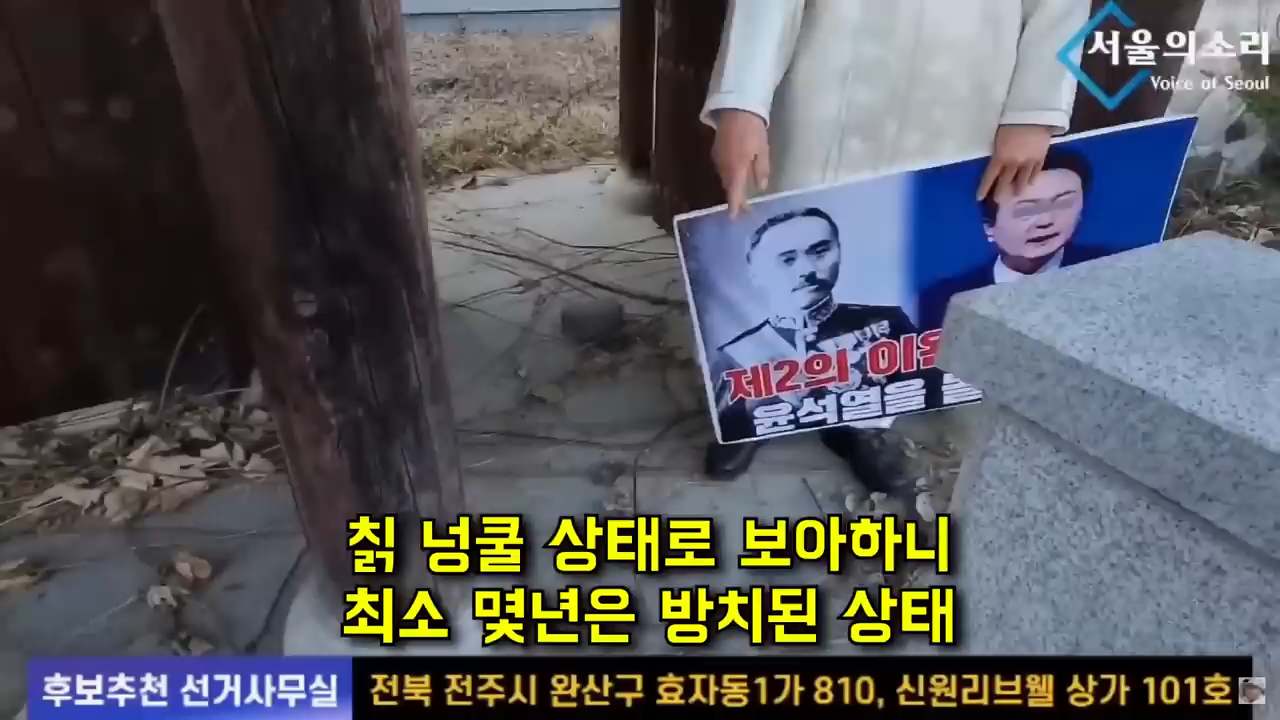 서울의소리
Voice of Seoul
제2의 이완
윤석열을
칡 넝쿨 상태로 보아하니
최소 몇년은 방치된 상태
후보추천 선거사무실
전북 전주시 완산구 효자동1가 810, 신원리브웰 상가 101호